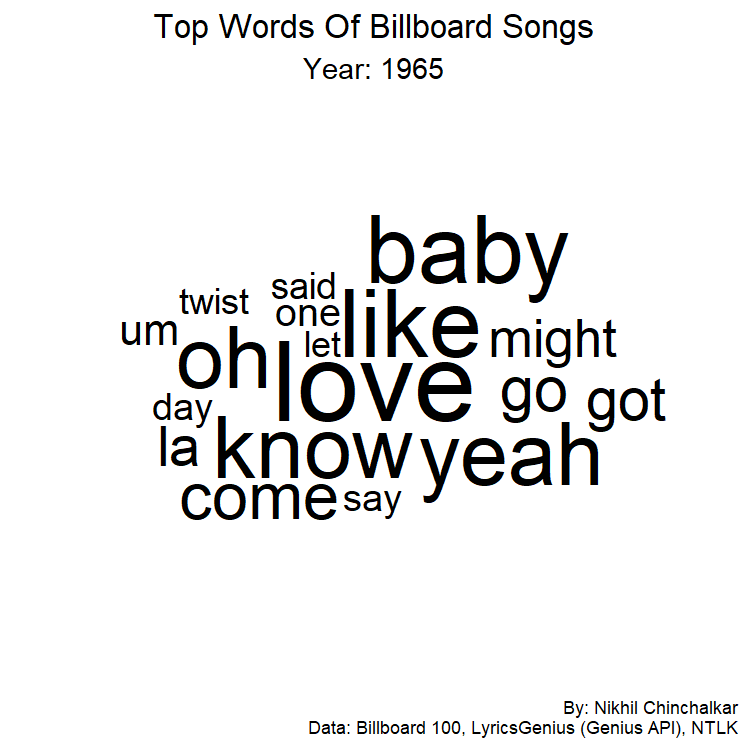 Top Words Of Billboard Songs
Year: 1965
baby
said
twist
one
like
um
might
let
oh
love
go
got
day
la
know
yeah
come
say
By: Nikhil Chinchalkar
Data: Billboard 100, LyricsGenius (Genius API), NTLK